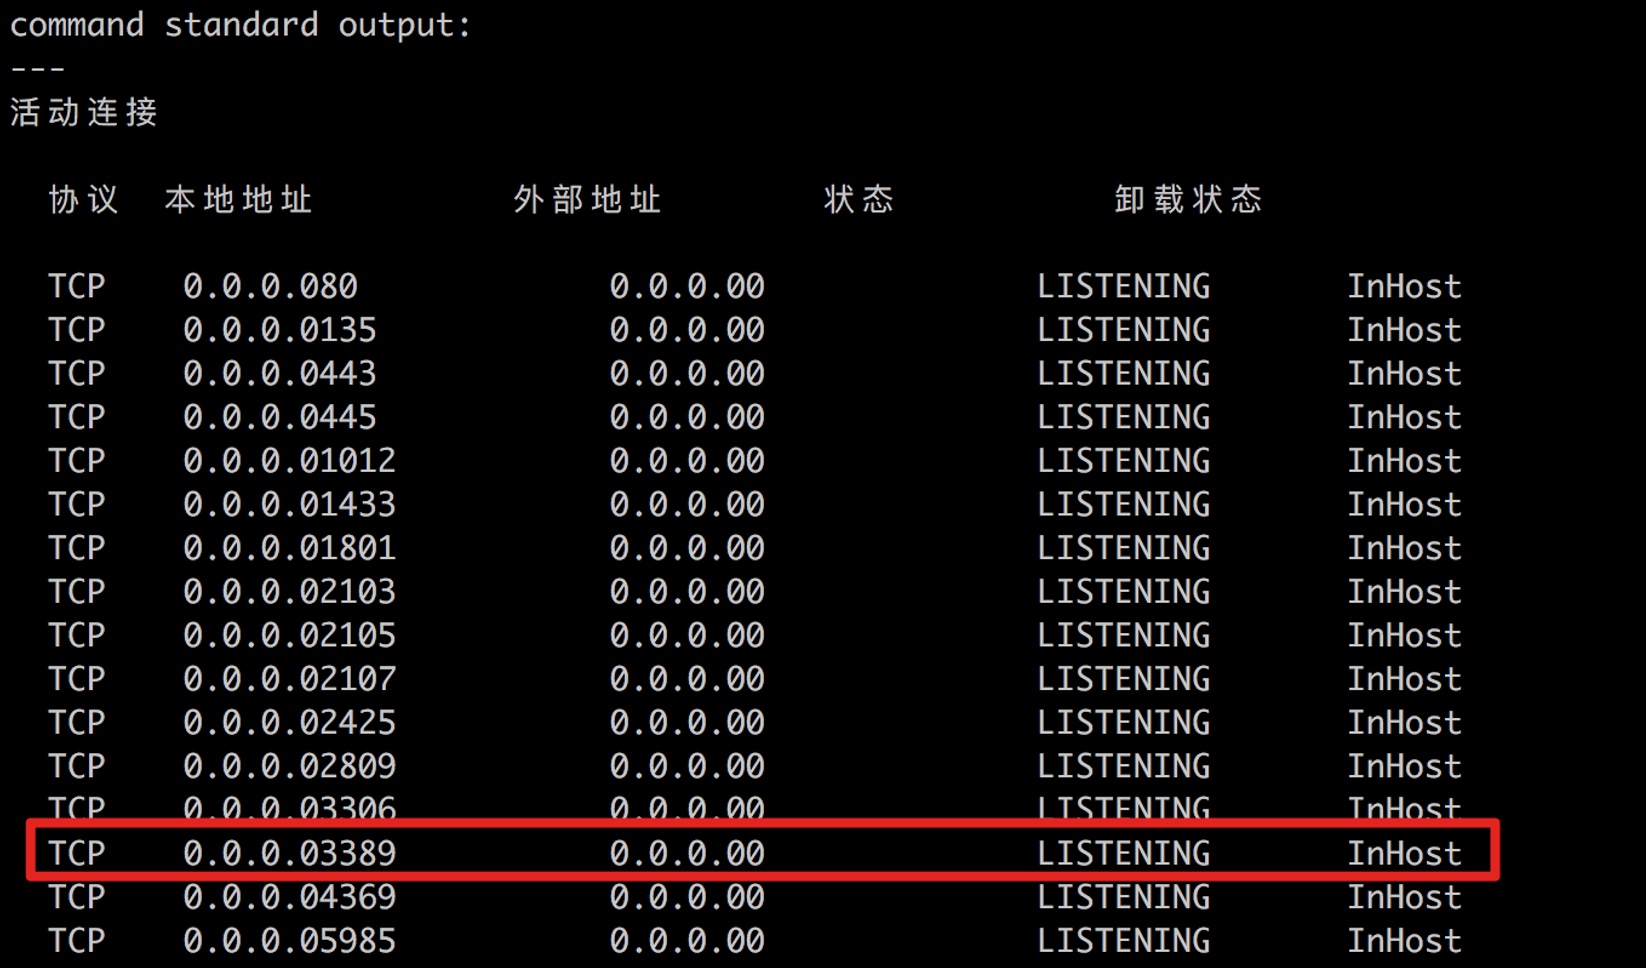 command standard output:
---
活动连接
协议 本地地址 外部地址 状态 卸载状态
TCP 0.0.0.080 0.0.0.00 LISTENING InHost
TCP 0.0.0.0135 0.0.0.00 LISTENING InHost
TCP 0.0.0.0443 0.0.0.00 LISTENING InHost
TCP 0.0.0.0445 0.0.0.00 LISTENING InHost
TCP 0.0.0.01012 0.0.0.00 LISTENING InHost
TCP 0.0.0.01433 0.0.0.00 LISTENING InHost
TCP 0.0.0.01801 0.0.0.00 LISTENING InHost
TCP 0.0.0.02103 0.0.0.00 LISTENING InHost
TCP 0.0.0.02105 0.0.0.00 LISTENING InHost
TCP 0.0.0.02107 0.0.0.00 LISTENING InHost
TCP 0.0.0.02425 0.0.0.00 LISTENING InHost
TCP 0.0.0.02809 0.0.0.00 LISTENING InHost
TCP 0.0.0.03306 0.0.0.00 LISTENING InHost
TCP 0.0.0.03389 0.0.0.00 LISTENING InHost
TCP 0.0.0.04369 0.0.0.00 LISTENING InHost
TCP 0.0.0.05985 0.0.0.00 LISTENING InHost